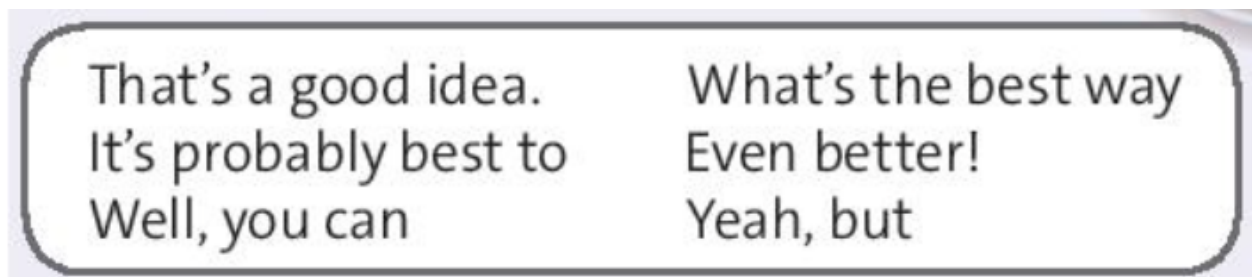 That's a good idea.
It's probably best to
Well, you can
What's the best way
Even better!
Yeah, but